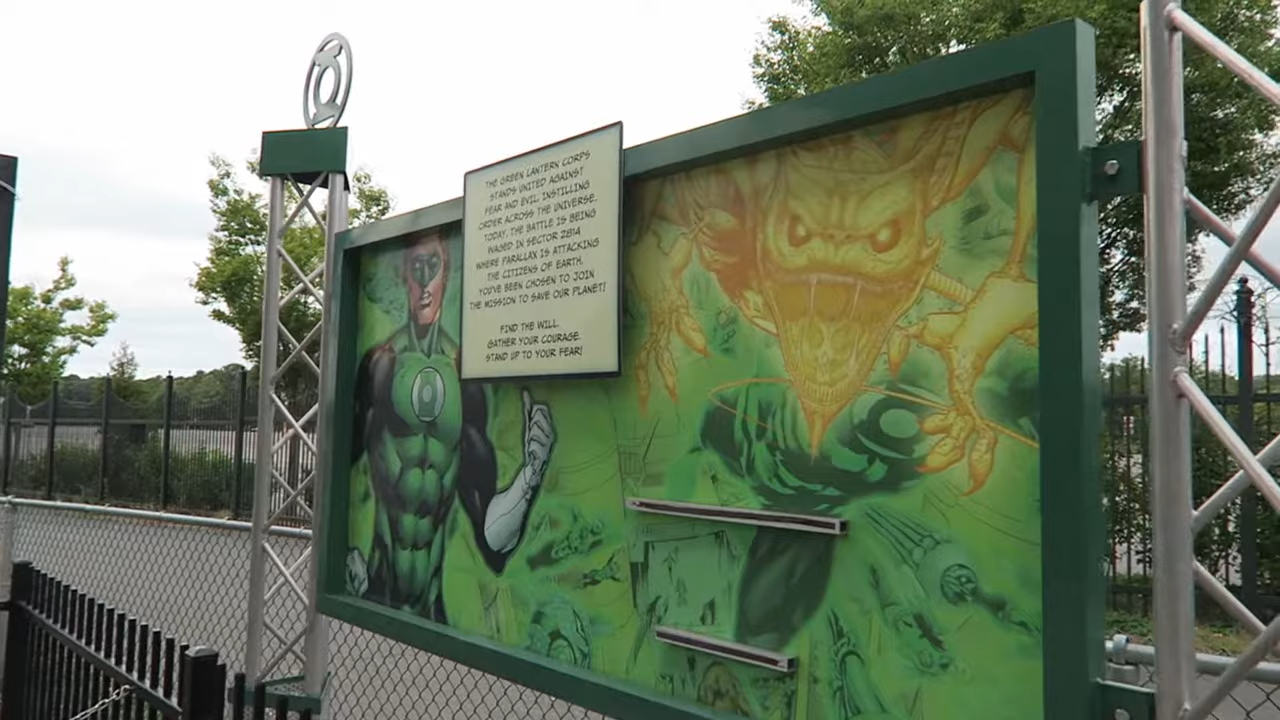 THE GREEN LANTERN CORPS
STANDS UNITED AGAINST
FEAR AND EVIL, INSTILLING
ORDER ACROSS THE UNIVERSE.
TODAY, THE BATTLE IS BEING
WAGED IN SECTOR 2814
WHERE PARALLAX IS ATTACKING
THE CITIZENS OF EARTH.
YOU'VE BEEN CHOSEN TO JOIN
THE MISSION TO SAVE OUR PLANET!
FIND THE WILL.
GATHER YOUR COURAGE.
STAND UP TO YOUR FEAR!